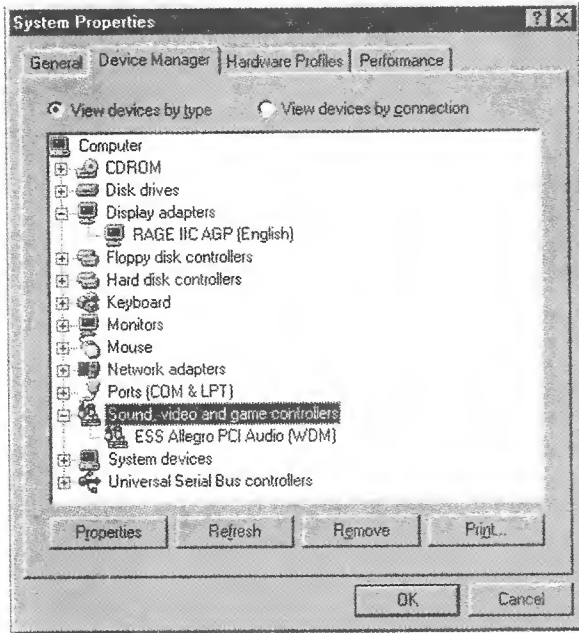 System Properties
General Device Manager Hardware Profiles Performance
View devices by type View devices by connection
Computer
CDROM
Disk drives
Display adapters
RAGE IIC AGP (English)
Floppy disk controllers
Hard disk controllers
Keyboard
Monitors
Mouse
Network adapters
Ports (COM & LPT)
Sound, video and game controllers
ESS Allegro PCI Audio (WDM)
System devices
Universal Serial Bus controllers
Properties Refresh Remove Print...
OK Cancel